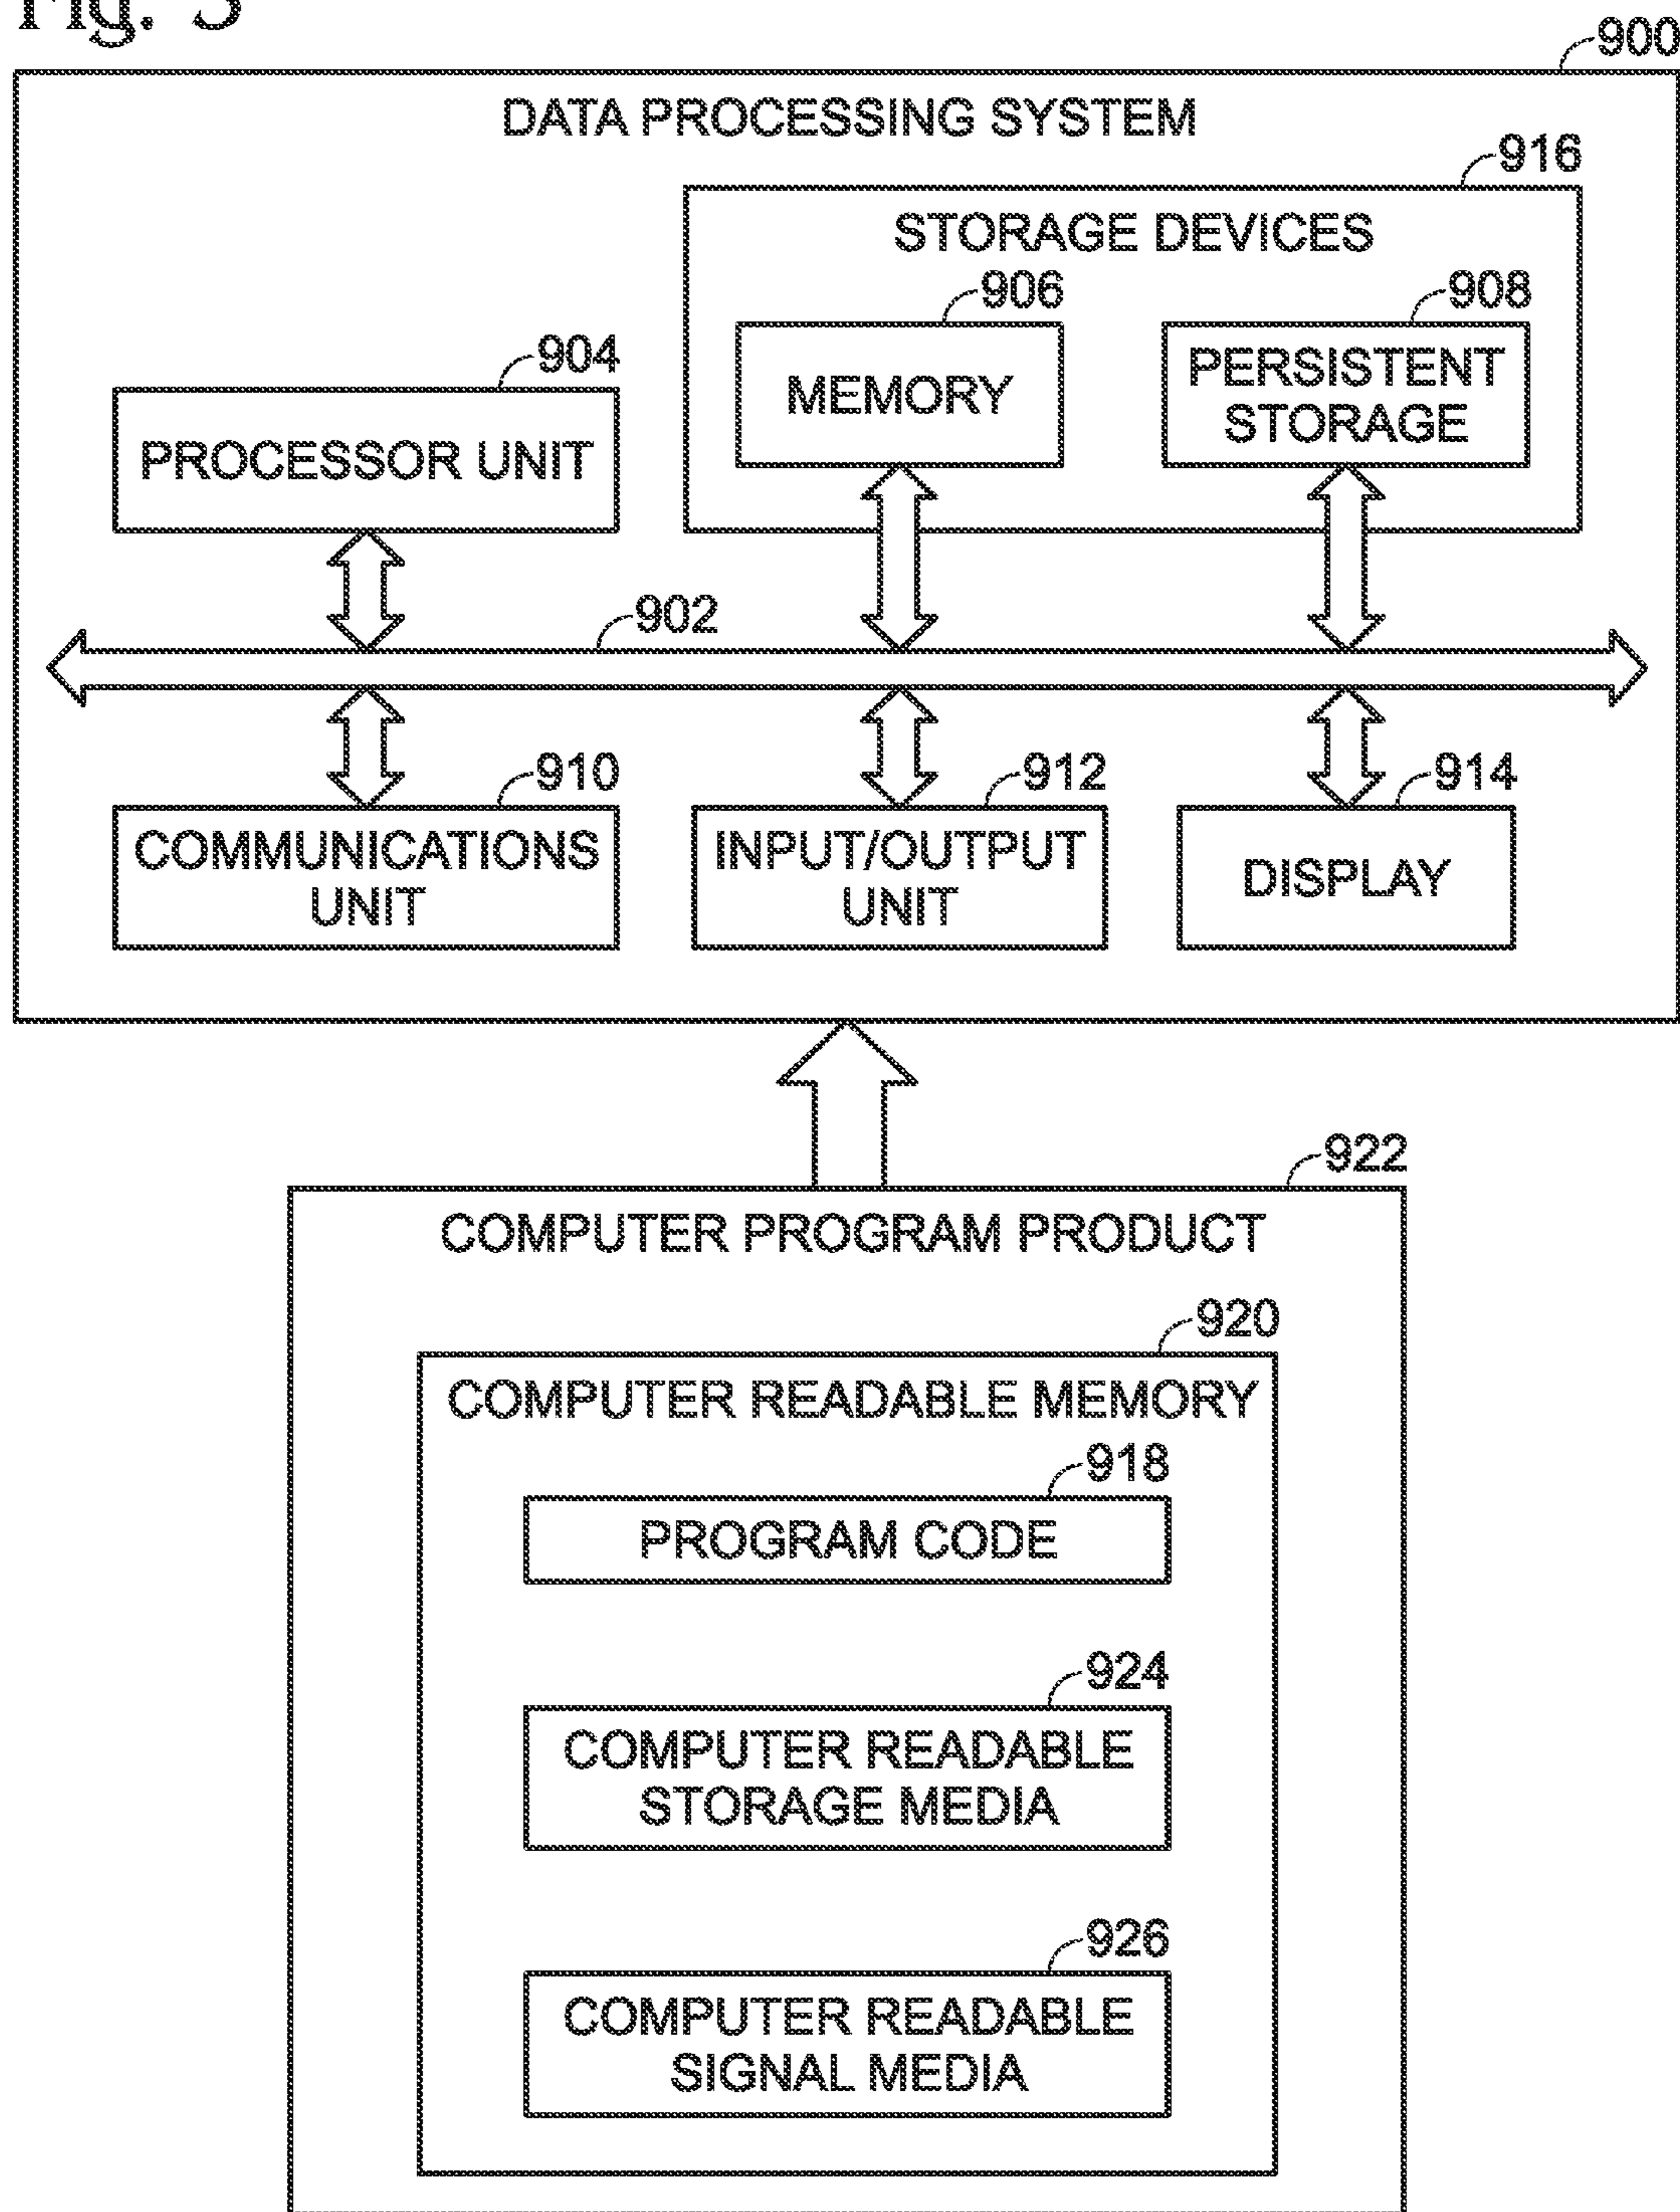 Fig. 3
900
DATA PROCESSING SYSTEM
916
STORAGE DEVICES
906
908
904
MEMORY
PERSISTENT
STORAGE
PROCESSOR UNIT
902
910
912
914
COMMUNICATIONS
UNIT
INPUT/OUTPUT
UNIT
DISPLAY
922
COMPUTER PROGRAM PRODUCT
920
COMPUTER READABLE MEMORY
918
PROGRAM CODE
924
COMPUTER READABLE
STORAGE MEDIA
926
COMPUTER READABLE
SIGNAL MEDIA